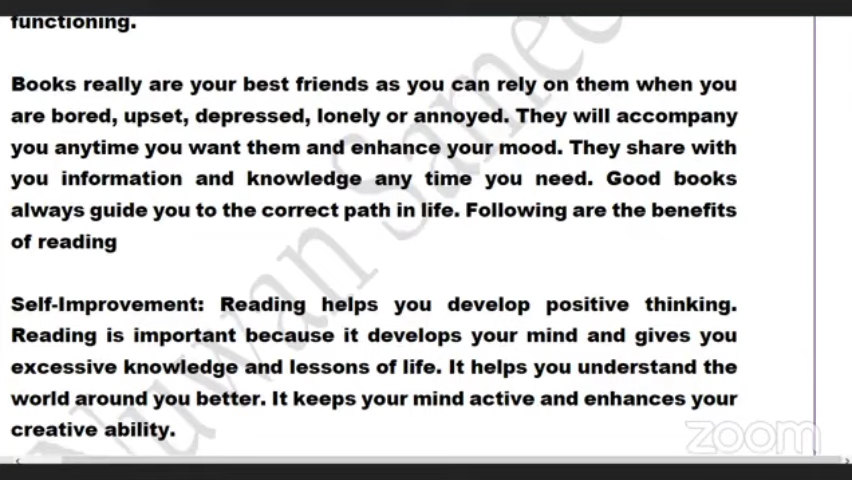 functioning.
Books really are your best friends as you can rely on them when you
are bored, upset, depressed, lonely or annoyed. They will accompany
you anytime you want them and enhance your mood. They share with
you information and knowledge any time you need. Good books
always guide you to the correct path in life. Following are the benefits
of reading
Self-Improvement: Reading helps you develop positive thinking.
Reading is important because it develops your mind and gives you
excessive knowledge and lessons of life. It helps you understand the
world around you better. It keeps your mind active and enhances your
creative ability.
zoom
Nuwan Samee